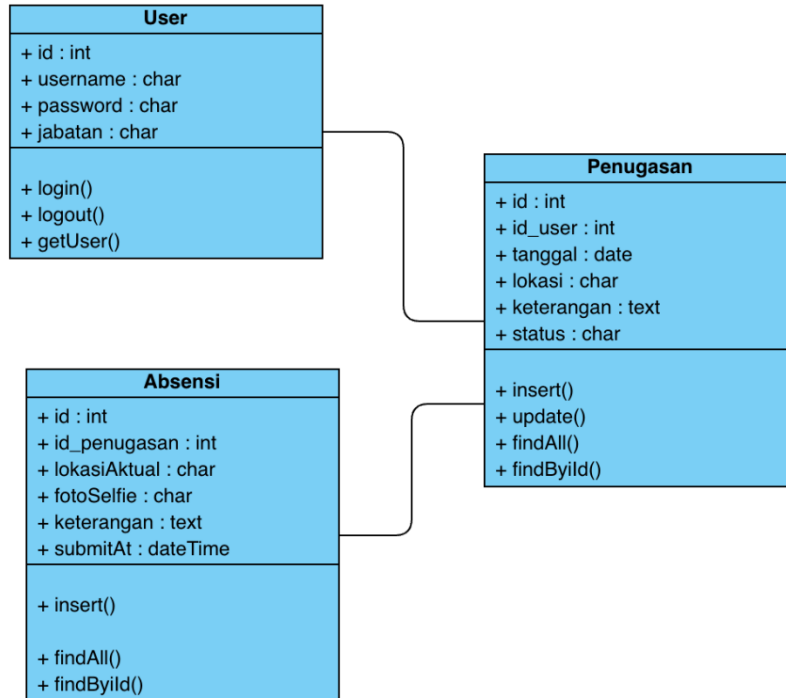 User
+ id : int
+ username : char
+ password : char
+ jabatan : char
+ login()
+ logout()
+ getUser()
Penugasan
+ id : int
+ id_user : int
+ tanggal : date
+ lokasi : char
+ keterangan : text
+ status : char
+ insert()
+ update()
+ findAll()
+ findByiId()
Absensi
+ id : int
+ id_penugasan : int
+ lokasiAktual : char
+ fotoSelfie : char
+ keterangan : text
+ submitAt : dateTime
+ insert()
+ findAll()
+ findByiId()